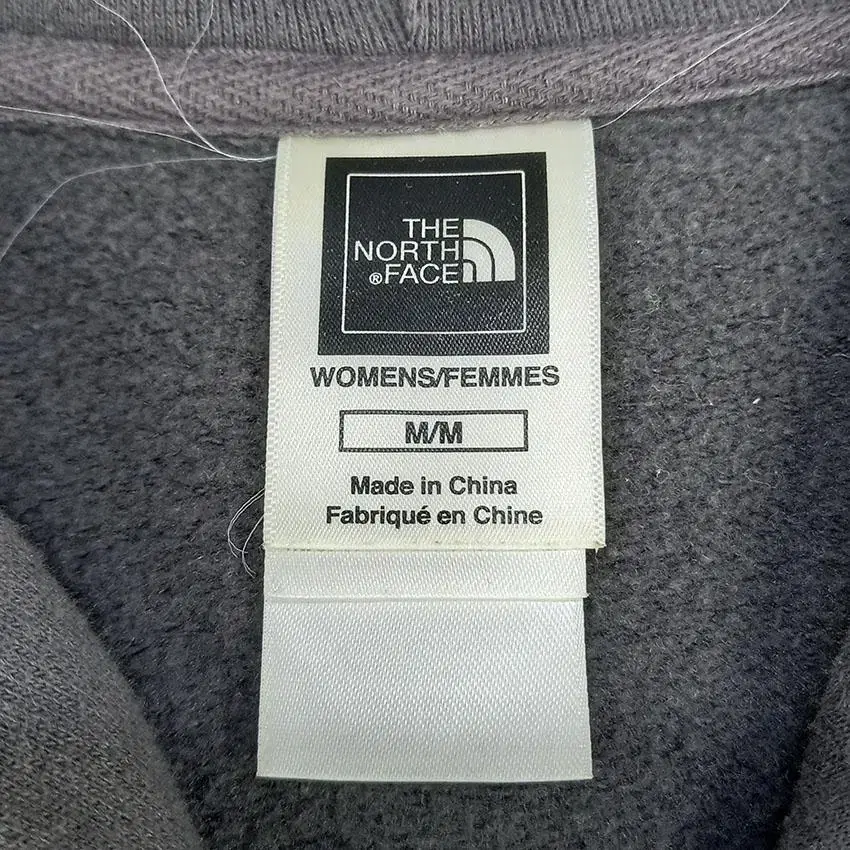 THE
NORTH
®FACE
WOMENS/FEMMES
M/M
Made in China
Fabriqué en Chine